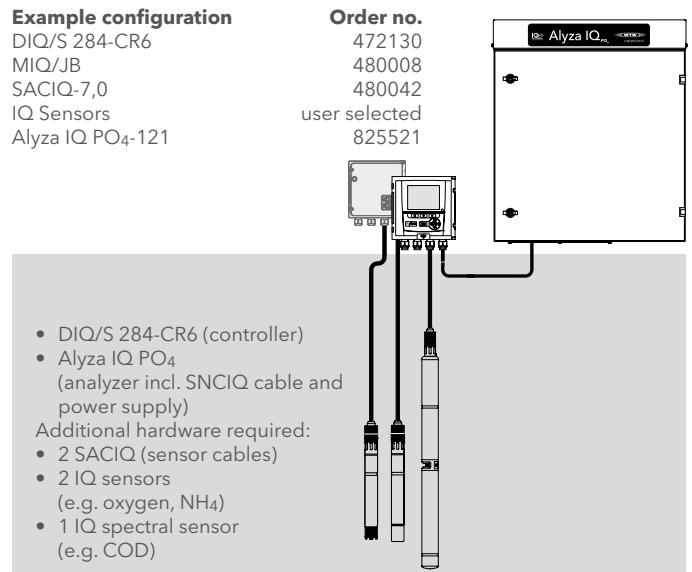 Example configuration Order no.
DIQ/S 284-CR6 472130
MIQ/JB 480008
SACIQ-7,0 480042
IQ Sensors user selected
Alyza IQ PO4-121 825521
Alyza IQ PO4
WTW
• DIQ/S 284-CR6 (controller)
• Alyza IQ PO4
(analyzer incl. SNCIQ cable and
power supply)
Additional hardware required:
• 2 SACIQ (sensor cables)
• 2 IQ sensors
(e.g. oxygen, NH4)
• 1 IQ spectral sensor
(e.g. COD)